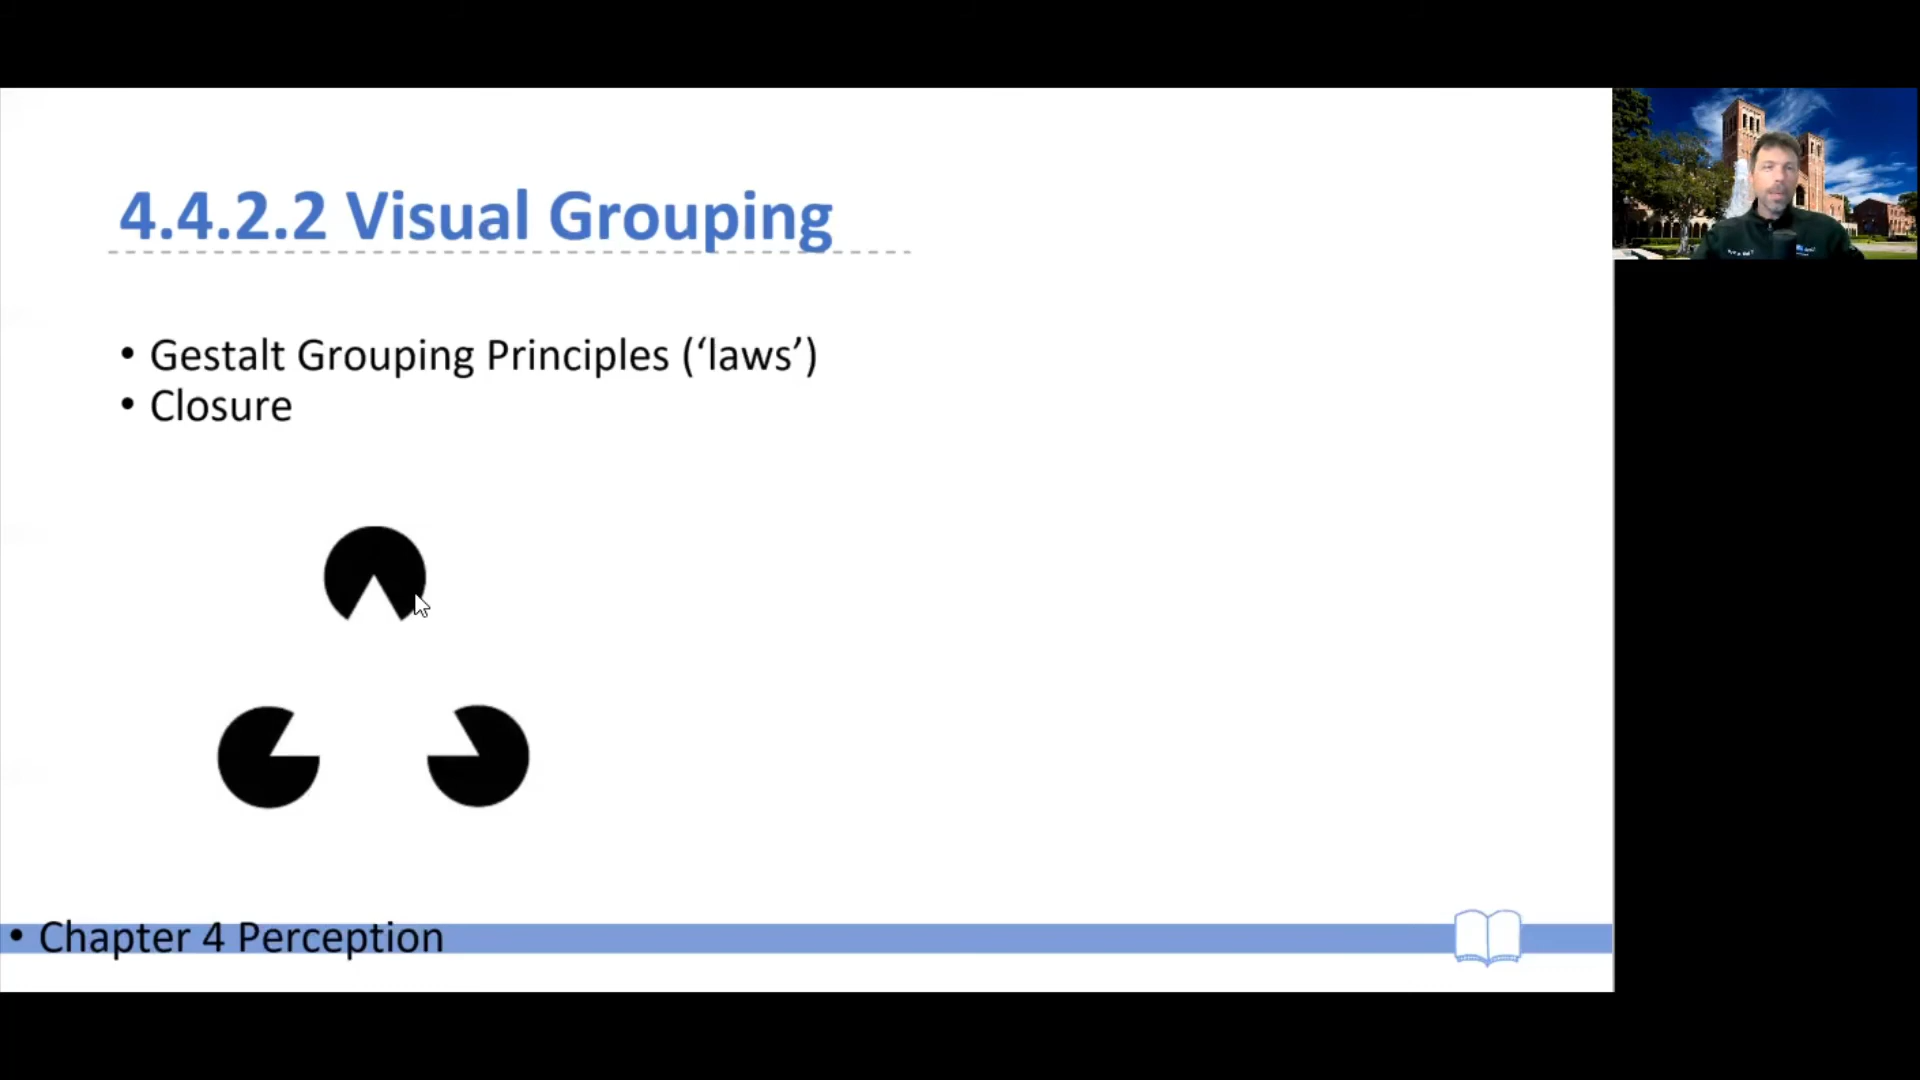 4.4.2.2 Visual Grouping
• Gestalt Grouping Principles (‘laws’)
• Closure
• Chapter 4 Perception